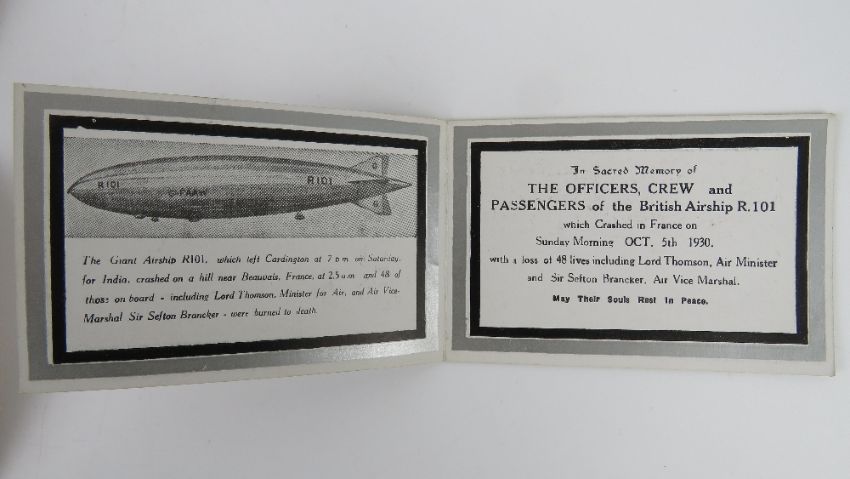 R101 G-FAAW R101
The Giant Airship R101, which left Cardington at 7 p m on Saturday,
for India, crashed on a hill near Beauvais, France, at 2.5 a m and 48 of
those on board - including Lord Thomson, Minister for Air, and Air Vice-
Marshal Sir Sefton Brancker - were burned to death.
In Sacred Memory of
THE OFFICERS, CREW and
PASSENGERS of the British Airship R.101
which Crashed in France on
Sunday Morning OCT. 5th 1930,
with a loss of 48 lives including Lord Thomson, Air Minister
and Sir Sefton Brancker, Air Vice Marshal.
May Their Souls Rest in Peace.